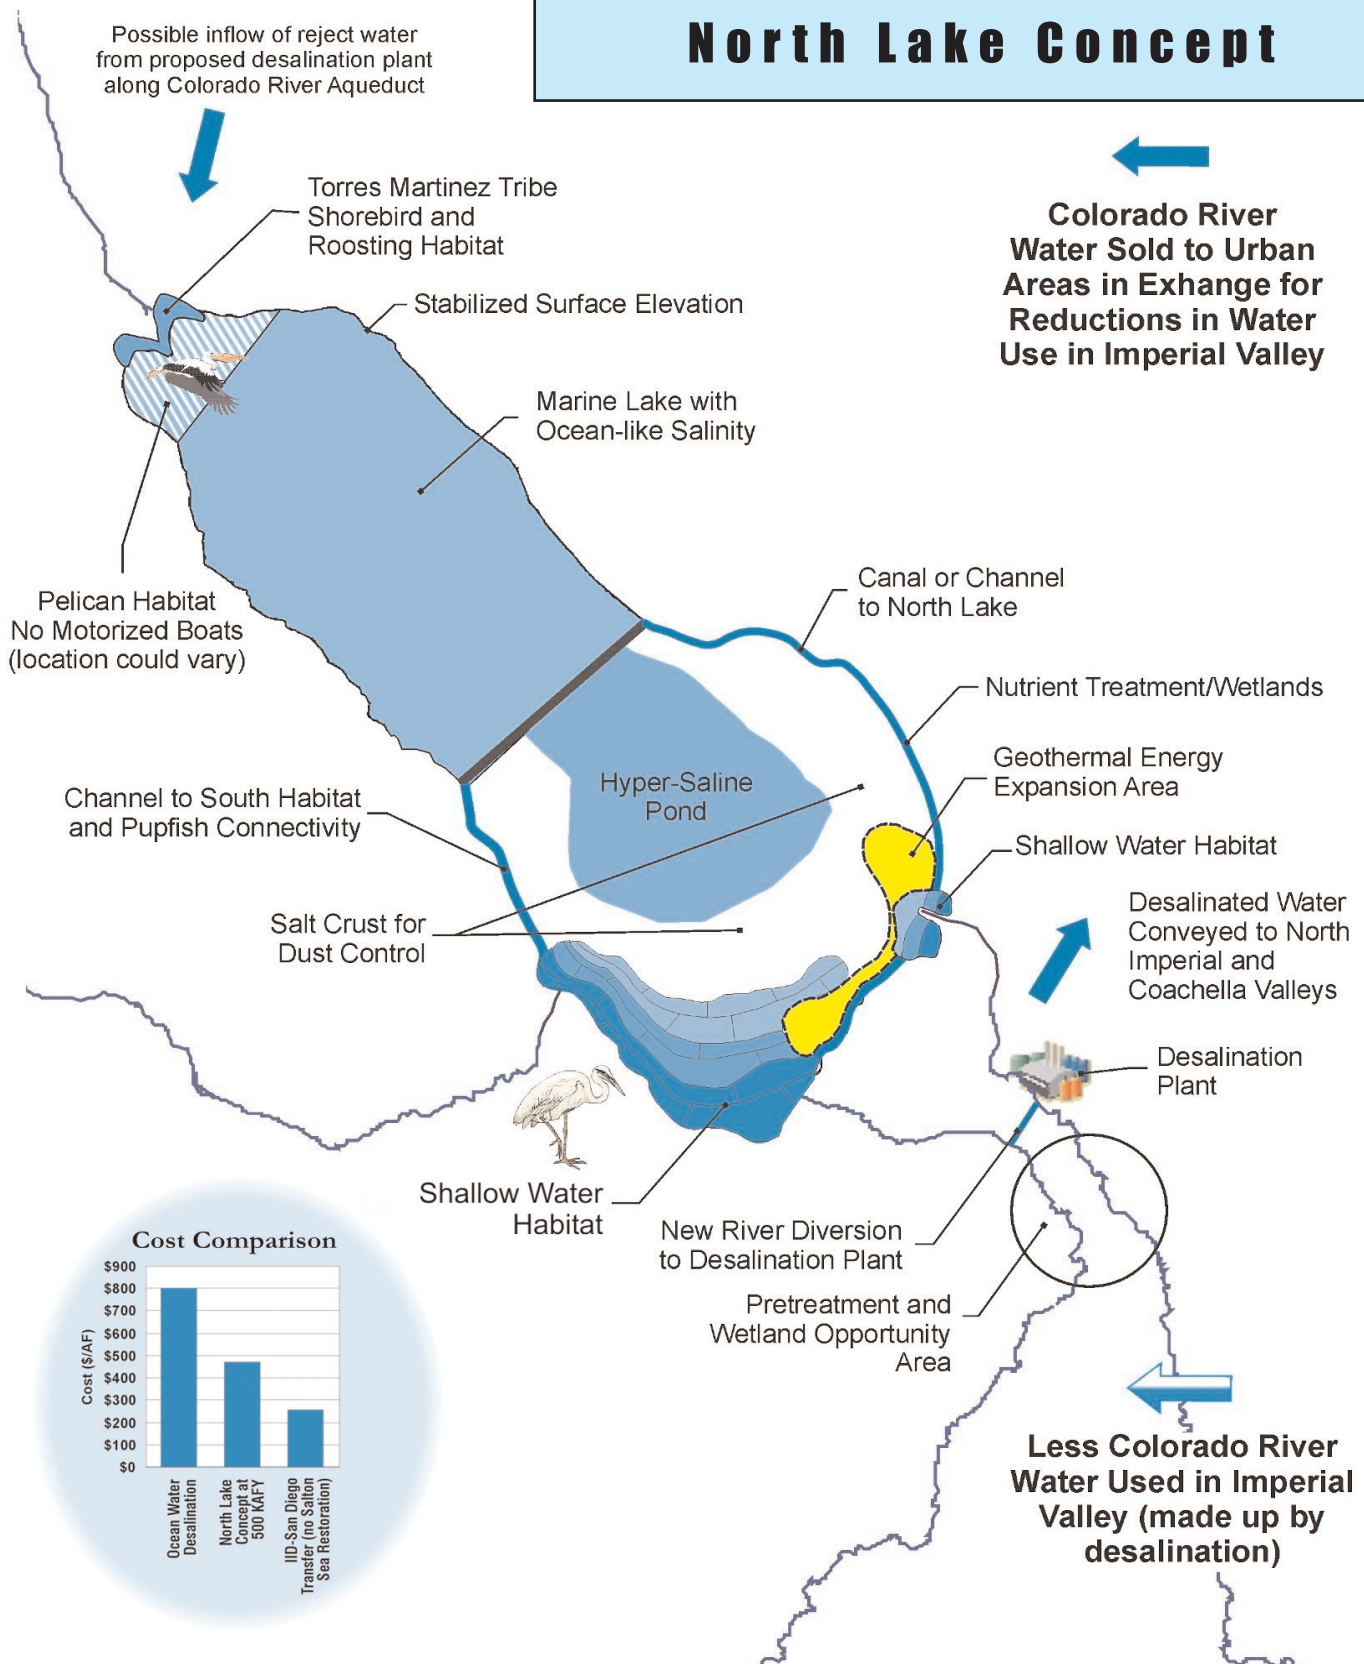 North Lake Concept
Possible inflow of reject water
from proposed desalination plant
along Colorado River Aqueduct
Torres Martinez Tribe
Shorebird and
Roosting Habitat
Stabilized Surface Elevation
Colorado River
Water Sold to Urban
Areas in Exhange for
Reductions in Water
Use in Imperial Valley
Marine Lake with
Ocean-like Salinity
Pelican Habitat
No Motorized Boats
(location could vary)
Canal or Channel
to North Lake
Nutrient Treatment/Wetlands
Geothermal Energy
Expansion Area
Hyper-Saline
Pond
Channel to South Habitat
and Pupfish Connectivity
Shallow Water Habitat
Salt Crust for
Dust Control
Desalinated Water
Conveyed to North
Imperial and
Coachella Valleys
Desalination
Plant
Shallow Water
Habitat
New River Diversion
to Desalination Plant
Pretreatment and
Wetland Opportunity
Area
Less Colorado River
Water Used in Imperial
Valley (made up by
desalination)
Cost Comparison
Cost ($/AF)
$900
$800
$700
$600
$500
$400
$300
$200
$100
$0
Ocean Water
Desalination
North Lake
Concept at
500 KAFY
IID-San Diego
Transfer (no Salton
Sea Restoration)